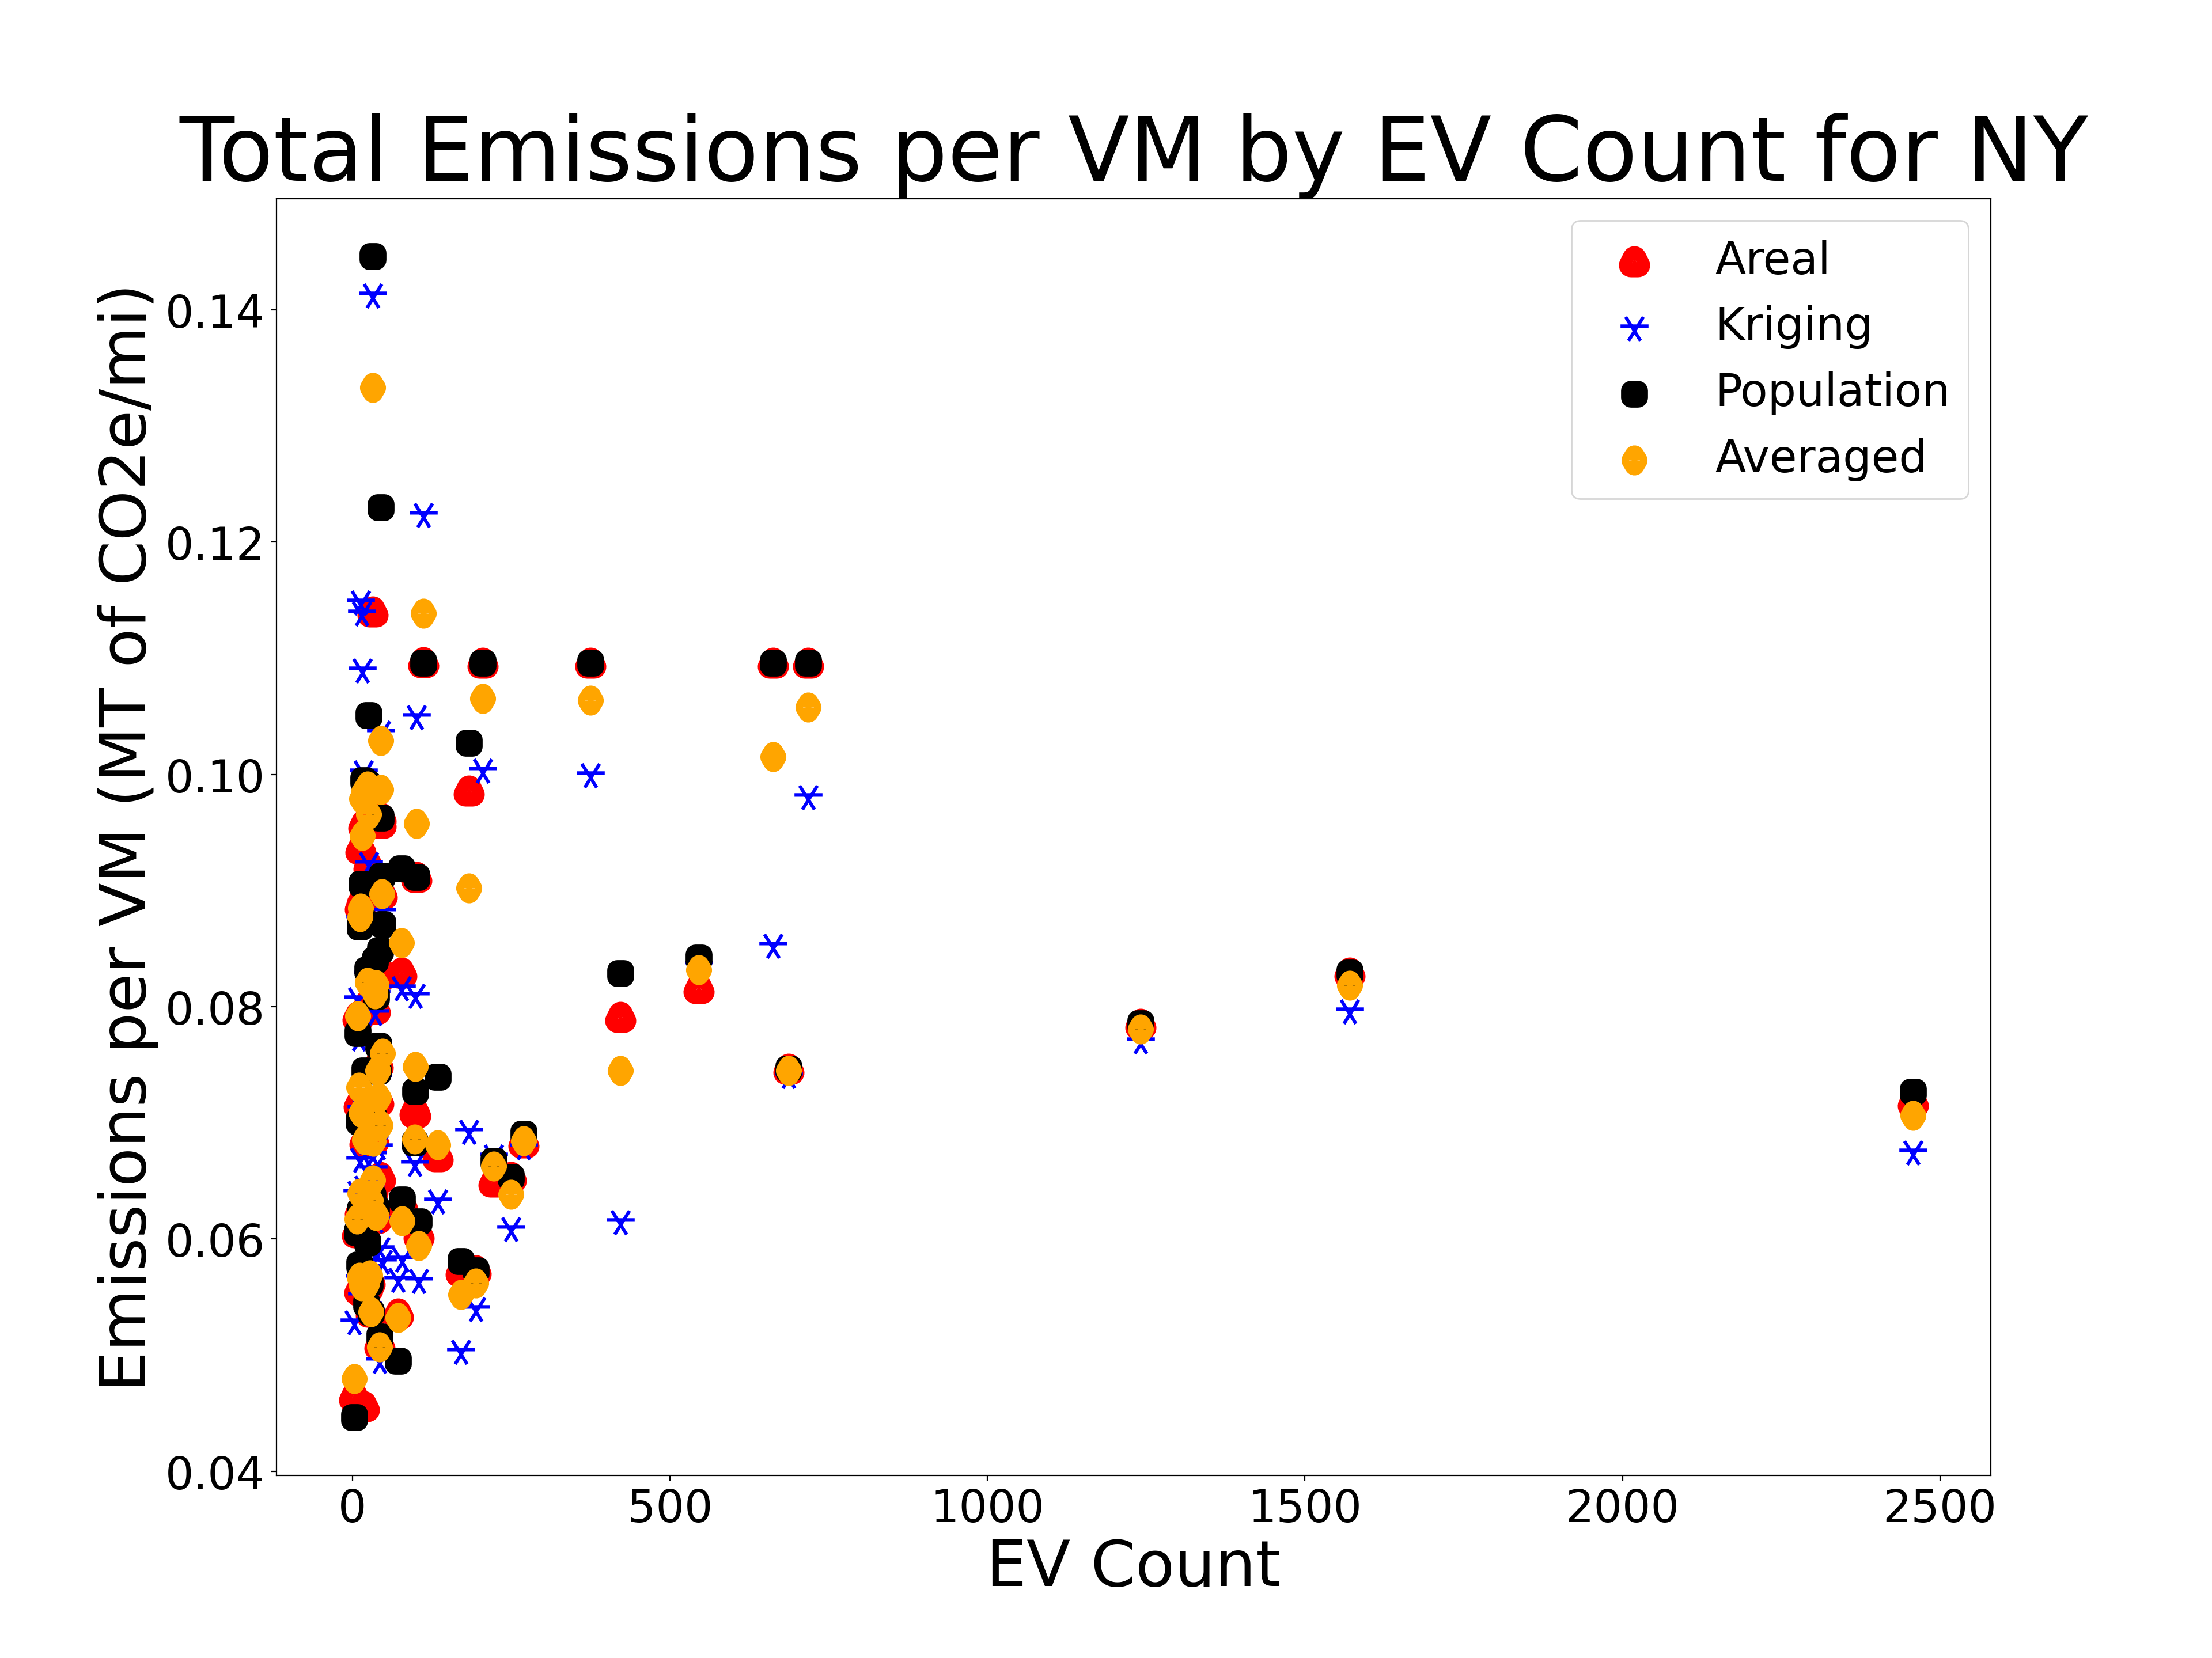 Total Emissions per VM by EV Count for NY
Emissions per VM (MT of CO2e/mi)
0.14
0.12
0.10
0.08
0.06
0.04
Areal
Kriging
Population
Averaged
0
500
1000
1500
2000
2500
EV Count